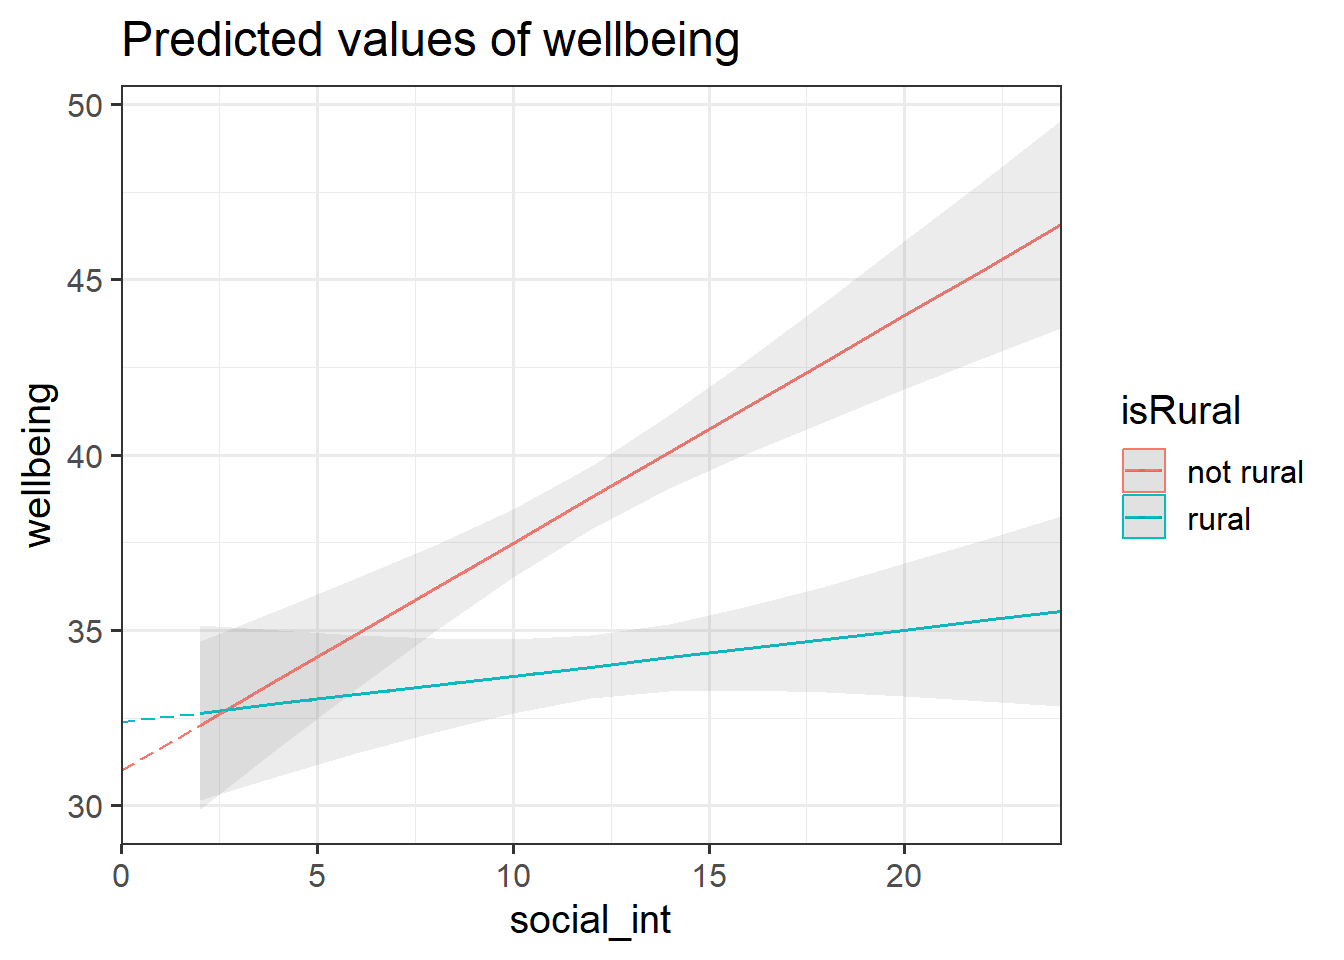 Predicted values of wellbeing
50
45
40
35
30
wellbeing
0 5 10 15 20
social_int
isRural
not rural
rural